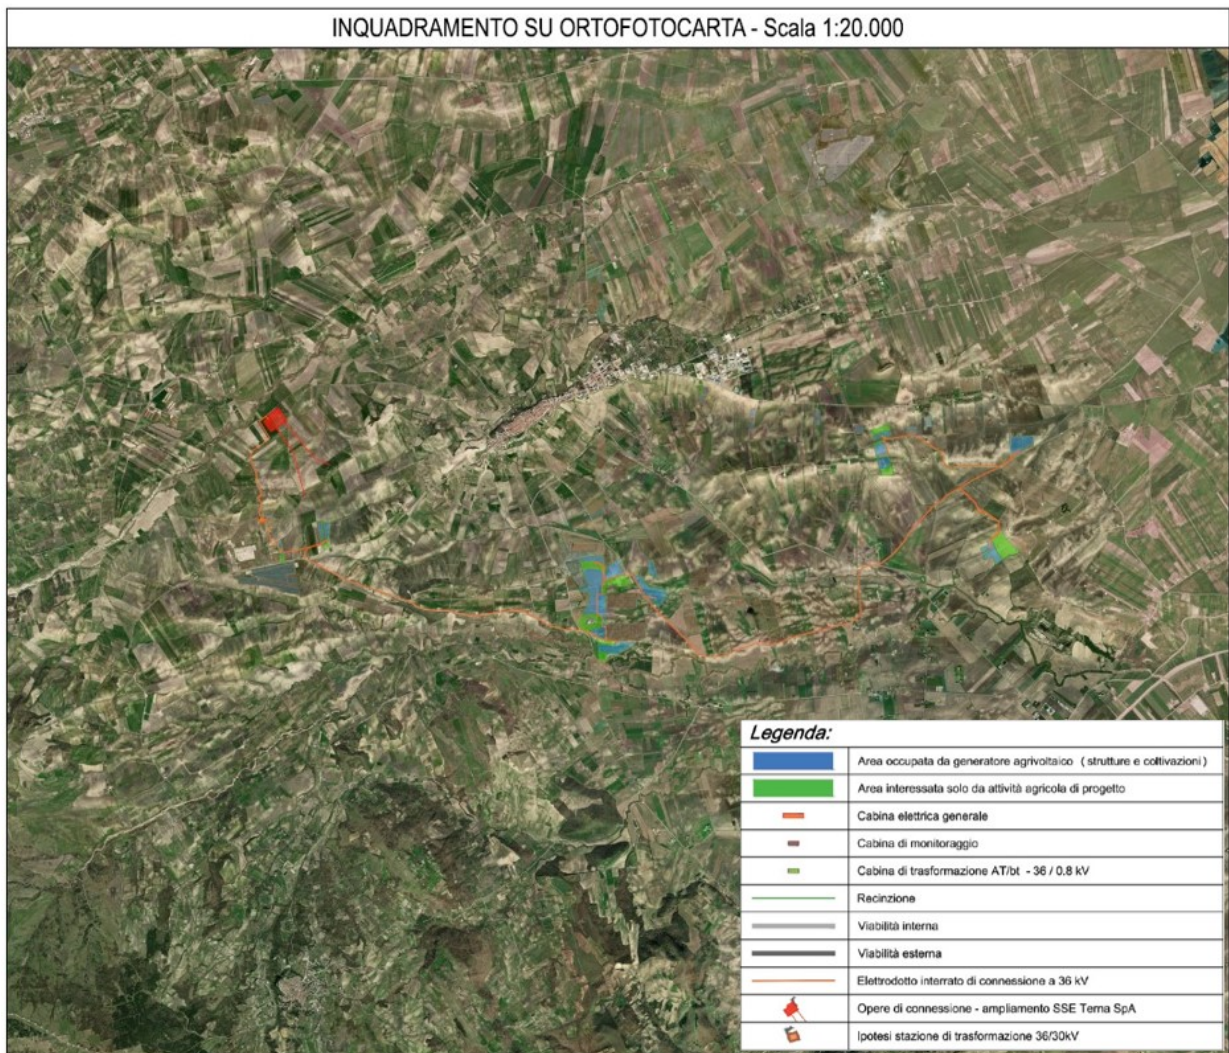 INQUADRAMENTO SU ORTOFOTOCARTA - Scala 1:20.000
Legenda:
Area occupata da generatore agrivoltaico ( strutture e coltivazioni )
Area interessata solo da attività agricola di progetto
Cabina elettrica generale
Cabina di monitoraggio
Cabina di trasformazione AT/bt - 36 / 0.8 kV
Recinzione
Viabilità interna
Viabilità esterna
Elettrodotto interrato di connessione a 36 kV
Opere di connessione - ampliamento SSE Terna SpA
Ipotesi stazione di trasformazione 36/30kV